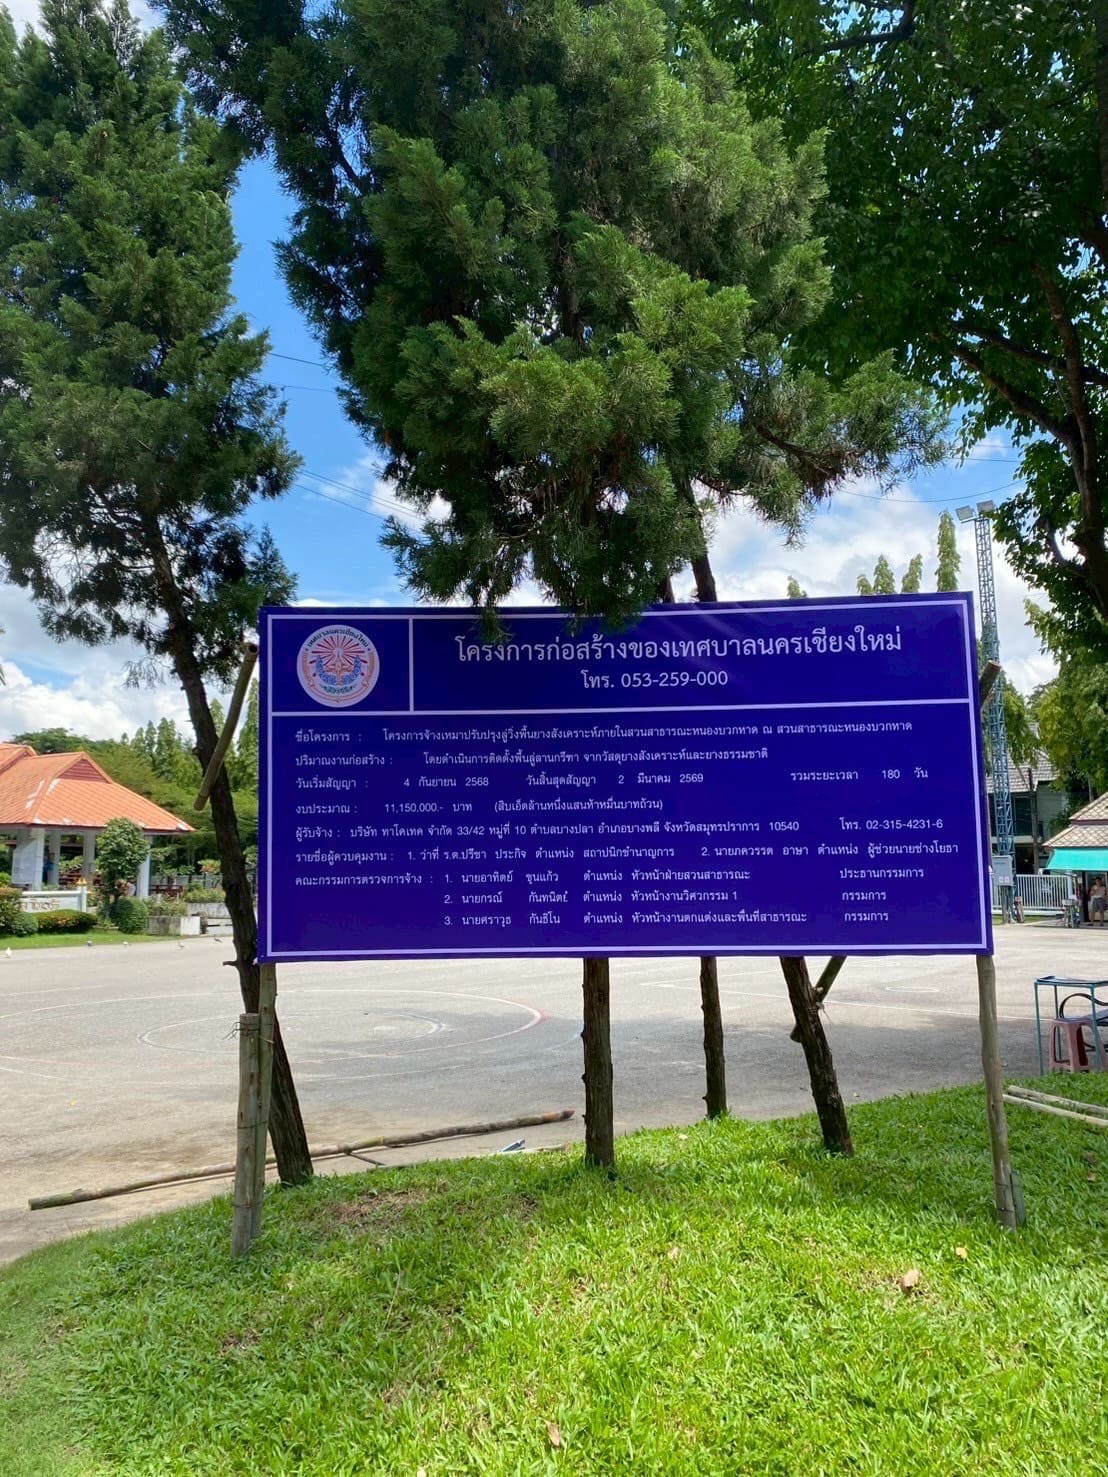 เทศบาลนครเชียงใหม่
โครงการก่อสร้างของเทศบาลนครเชียงใหม่
โทร. 053-259-000
ชื่อโครงการ : โครงการจ้างเหมาปรับปรุงลู่วิ่งพื้นยางสังเคราะห์ภายในสวนสาธารณะหนองบวกหาด ณ สวนสาธารณะหนองบวกหาด
ปริมาณงานก่อสร้าง : โดยดำเนินการติดตั้งพื้นลู่ลานกรีฑา จากวัสดุยางสังเคราะห์และยางธรรมชาติ
วันเริ่มสัญญา : 4 กันยายน 2568 วันสิ้นสุดสัญญา 2 มีนาคม 2569 รวมระยะเวลา 180 วัน
งบประมาณ : 11,150,000.- บาท (สิบเอ็ดล้านหนึ่งแสนห้าหมื่นบาทถ้วน)
ผู้รับจ้าง : บริษัท ทาโคเทค จำกัด 33/42 หมู่ที่ 10 ตำบลบางปลา อำเภอบางพลี จังหวัดสมุทรปราการ 10540 โทร. 02-315-4231-6
รายชื่อผู้ควบคุมงาน : 1. ว่าที่ ร.ต.ปรีชา ประกิจ ตำแหน่ง สถาปนิกชำนาญการ 2. นายภควรรต อาษา ตำแหน่ง ผู้ช่วยนายช่างโยธา
คณะกรรมการตรวจการจ้าง : 1. นายอาทิตย์ ขุนแก้ว ตำแหน่ง หัวหน้าฝ่ายสวนสาธารณะ ประธานกรรมการ
2. นายกรณ์ กันทนิตย์ ตำแหน่ง หัวหน้างานวิศวกรรม 1 กรรมการ
3. นายศราวุธ กันธิโน ตำแหน่ง หัวหน้างานตกแต่งและพื้นที่สาธารณะ กรรมการ